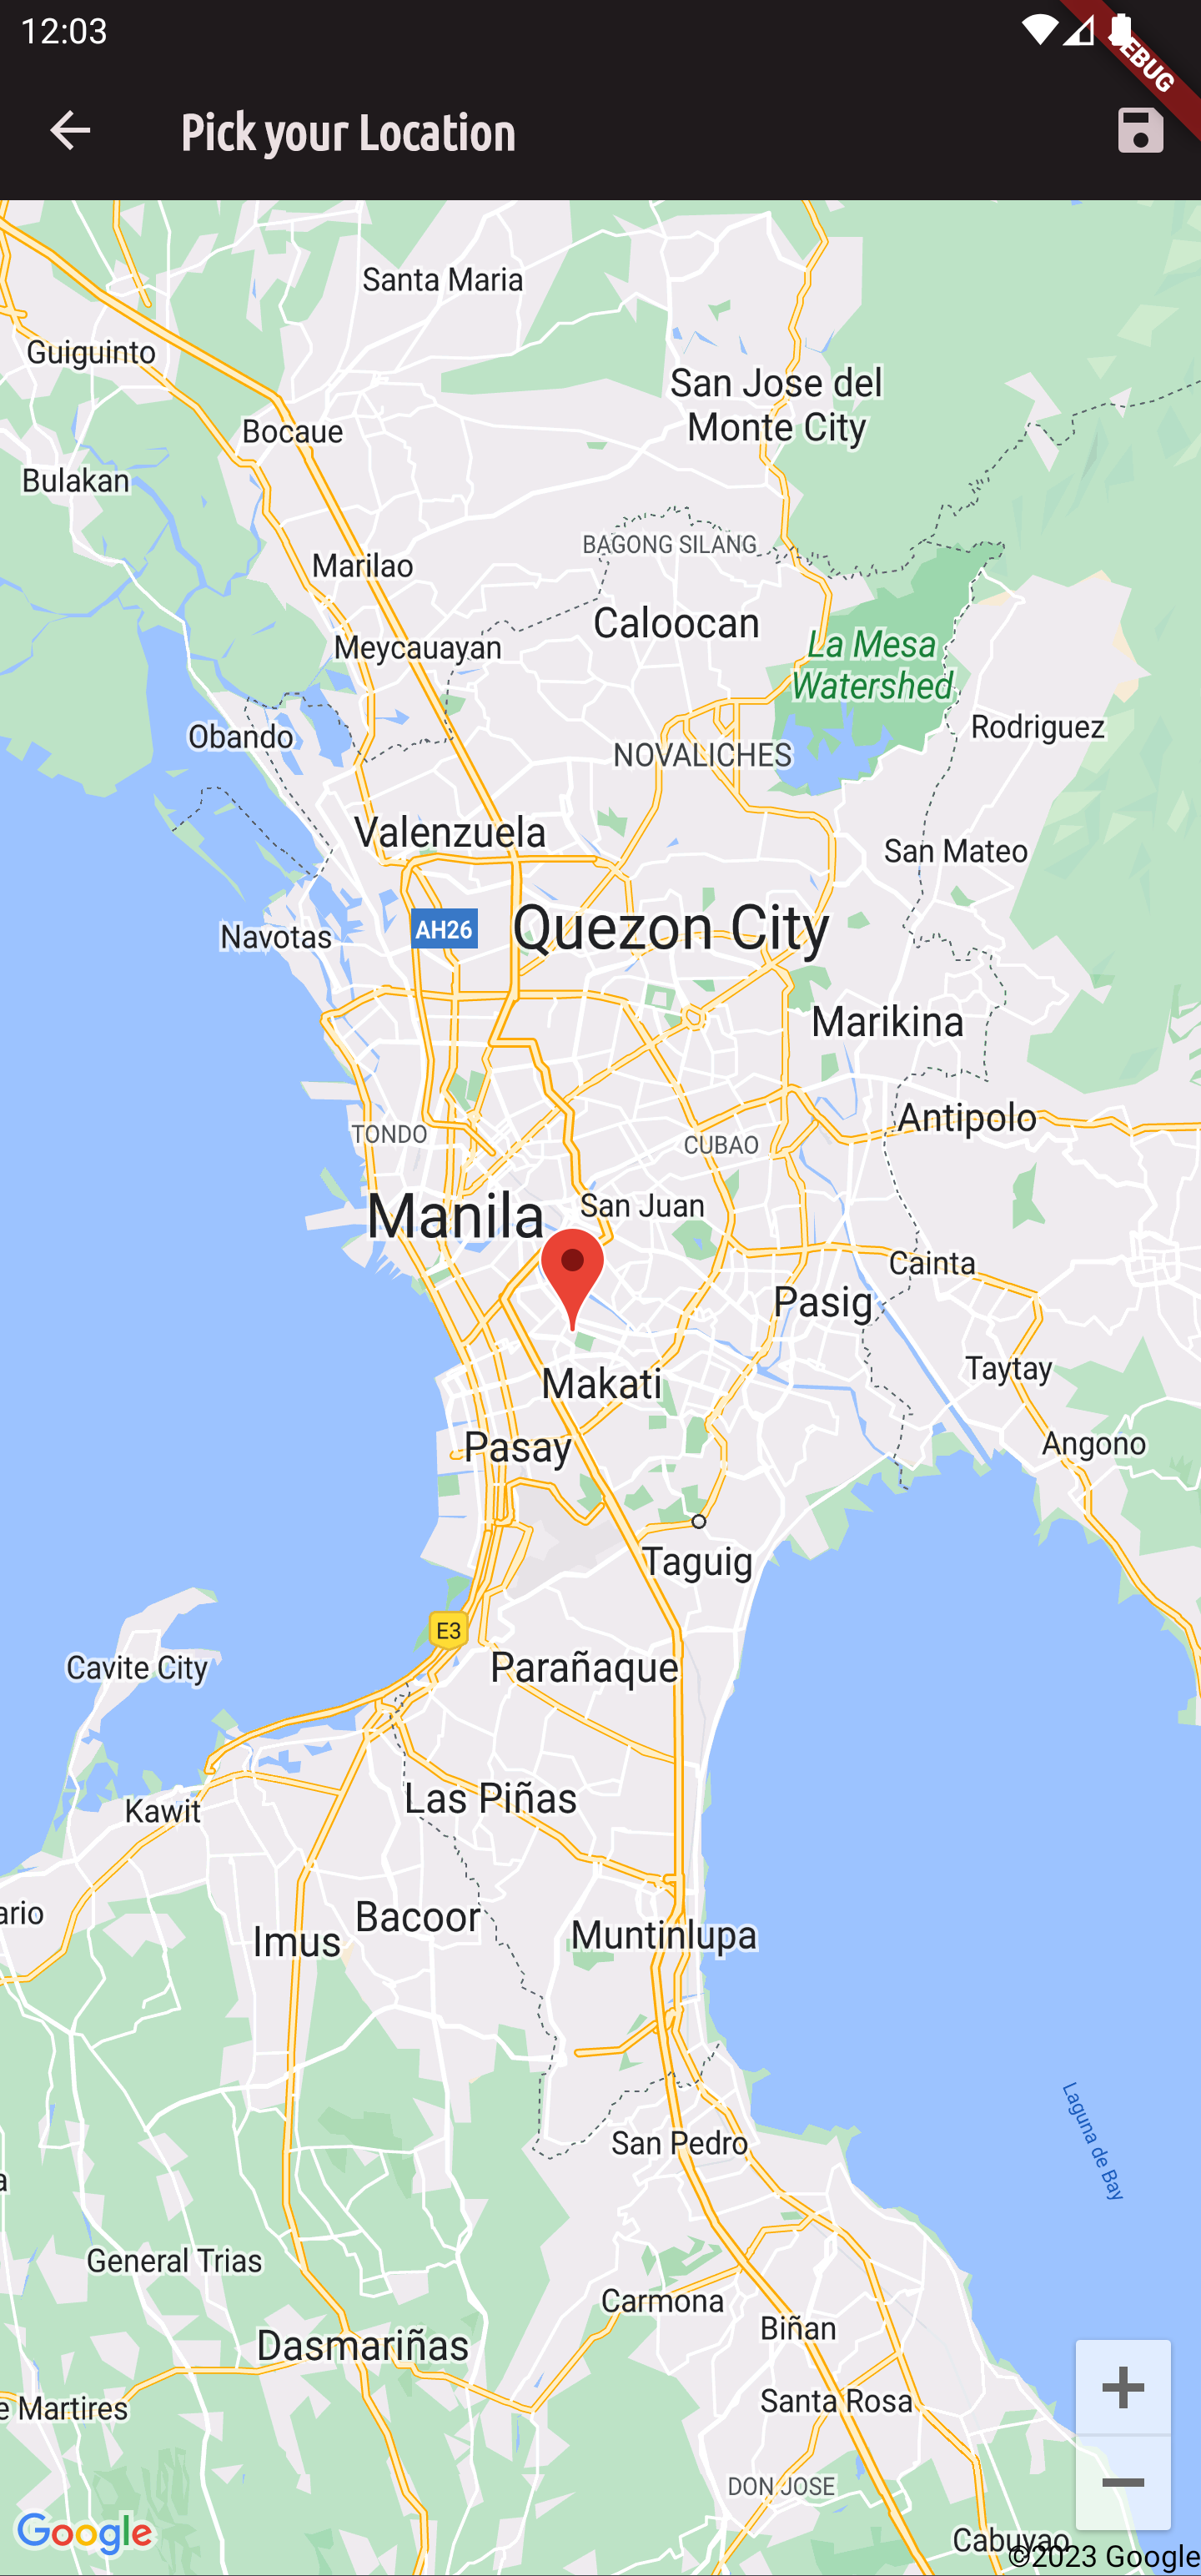 12:03
Pick your Location
Santa Maria
Guiguinto
San Jose del
Monte City
Bocaue
Bulakan
BAGONG SILANG
Marilao
Caloocan
La Mesa
Watershed
Meycauayan
Rodriguez
Obando
NOVALICHES
Valenzuela
San Mateo
Quezon City
AH26
Navotas
Marikina
Antipolo
TONDO
CUBAO
San Juan
Manila
Cainta
Pasig
Taytay
Makati
Angono
Pasay
Taguig
E3
Cavite City
Parañaque
Las Piñas
Kawit
ario
Bacoor
Muntinlupa
Imus
Laguna de Bay
San Pedro
a
General Trias
Carmona
Biñan
Dasmariñas
Santa Rosa
e Martires
DON JOSE
Google
Cabuyao
©2023 Google